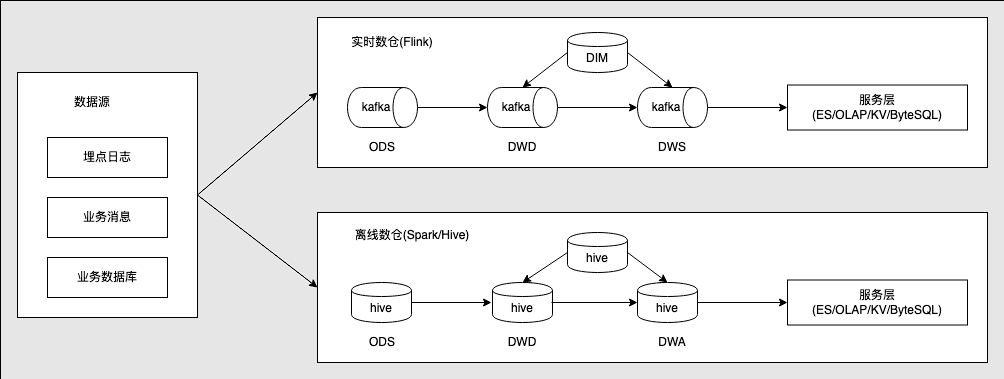 数据源
埋点日志
业务消息
业务数据库
实时数仓(Flink)
DIM
kafka
kafka
kafka
ODS
DWD
DWS
服务层
(ES/OLAP/KV/ByteSQL)
离线数仓(Spark/Hive)
hive
hive
hive
hive
ODS
DWD
DWA
服务层
(ES/OLAP/KV/ByteSQL)